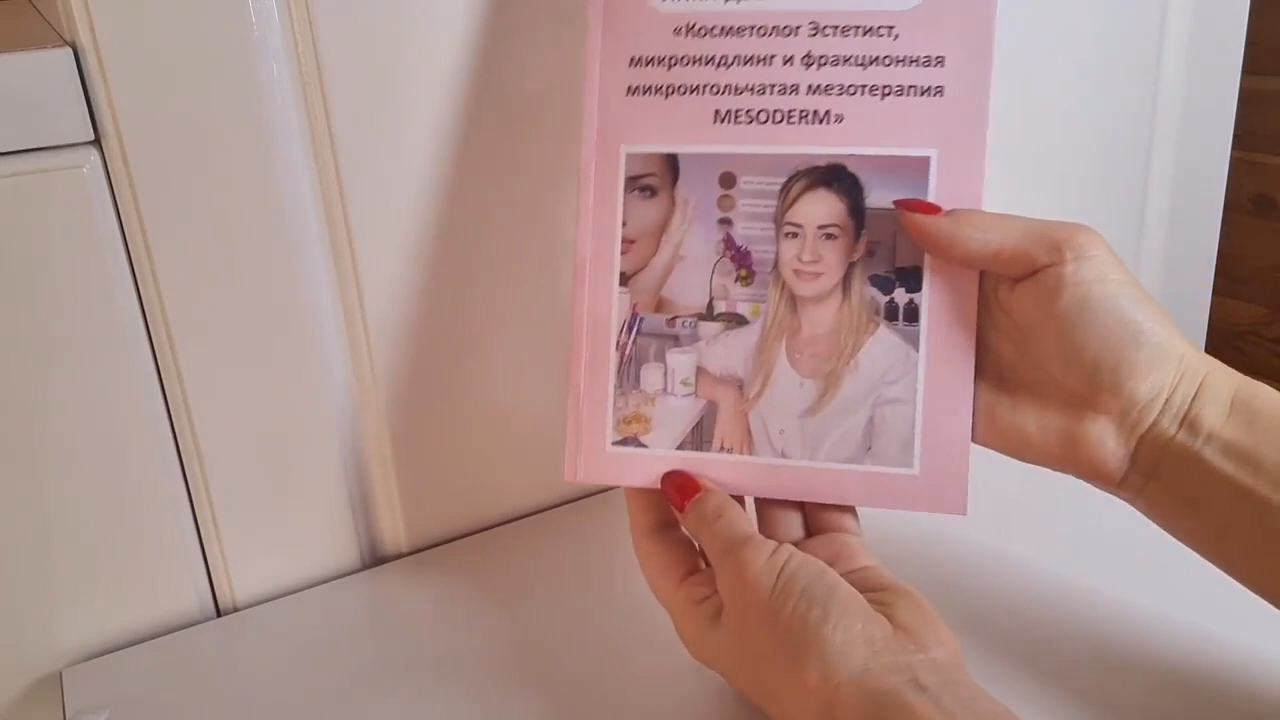 «Косметолог Эстетист,
микронидлинг и фракционная
микроигольчатая мезотерапия
MESODERM»